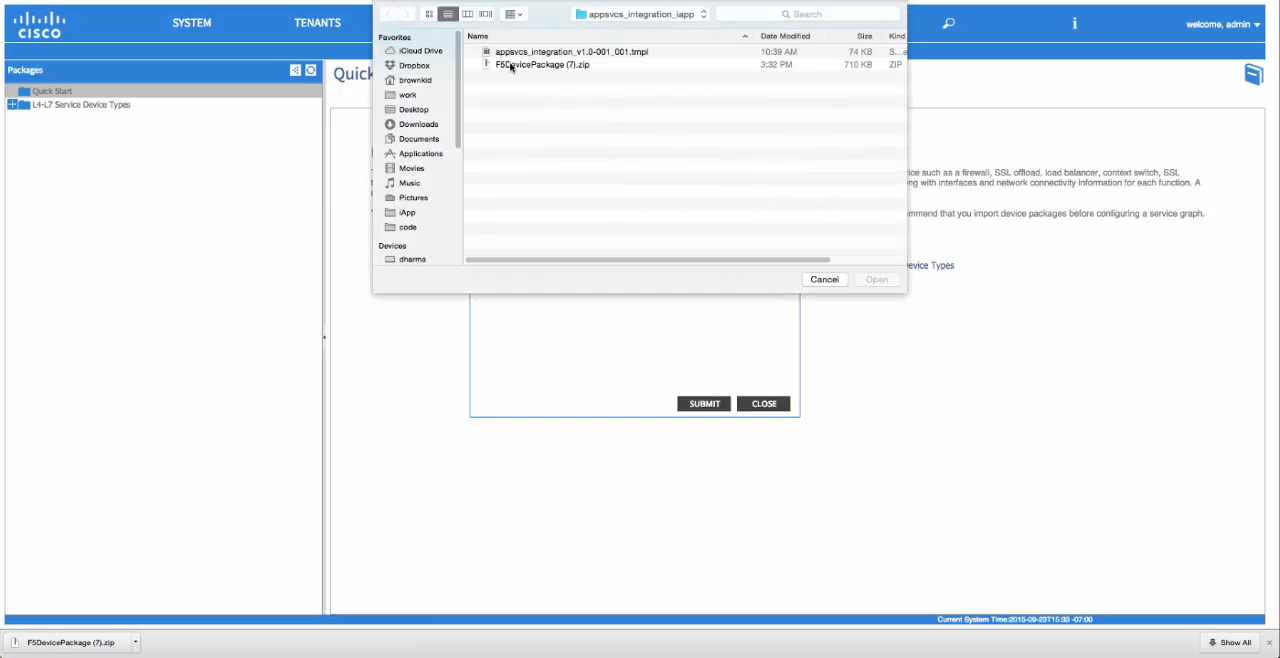 cisco
SYSTEM
TENANTS
welcome, admin
Packages
Quick Start
L4-L7 Service Device Types
Quick
appsvcs_integration_iapp
Search
Favorites
iCloud Drive
Dropbox
brownkid
work
Desktop
Downloads
Documents
Applications
Movies
Music
Pictures
iApp
code
Devices
dharma
Name
Date Modified
Size
Kind
appsvcs_integration_v1.0-001_001.tmpl
10:39 AM
74 KB
S...e
F5DevicePackage (7).zip
3:32 PM
710 KB
ZIP
Cancel
Open
such as a firewall, SSL offload, load balancer, context switch, SSL
with interfaces and network connectivity information for each function. A
recommend that you import device packages before configuring a service graph.
Device Types
SUBMIT
CLOSE
Current System Time:2015-09-23T15:33 -07:00
F5DevicePackage (7).zip
Show All